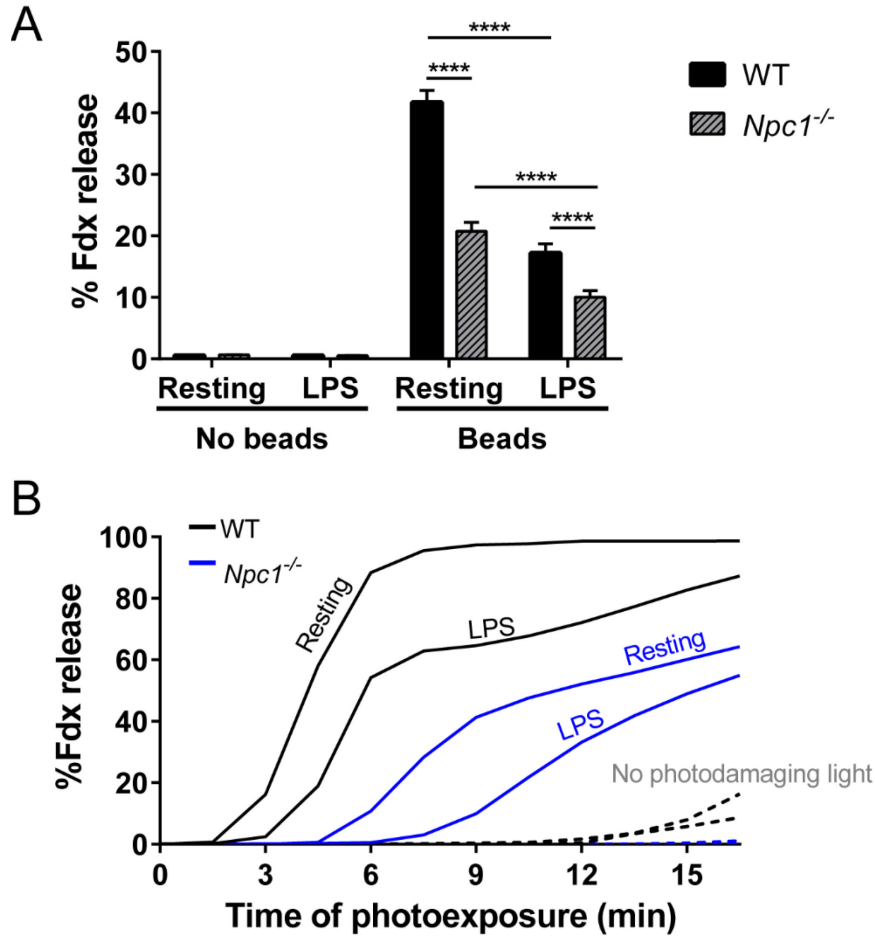 A
****
****
****
****
WT
Npc1-/-
% Fdx release
50
40
30
20
10
0
Resting LPS Resting LPS
No beads Beads
B
WT
Npc1-/-
%Fdx release
100
80
60
40
20
0
Resting
LPS
Resting
LPS
No photodamaging light
0 3 6 9 12 15
Time of photoexposure (min)